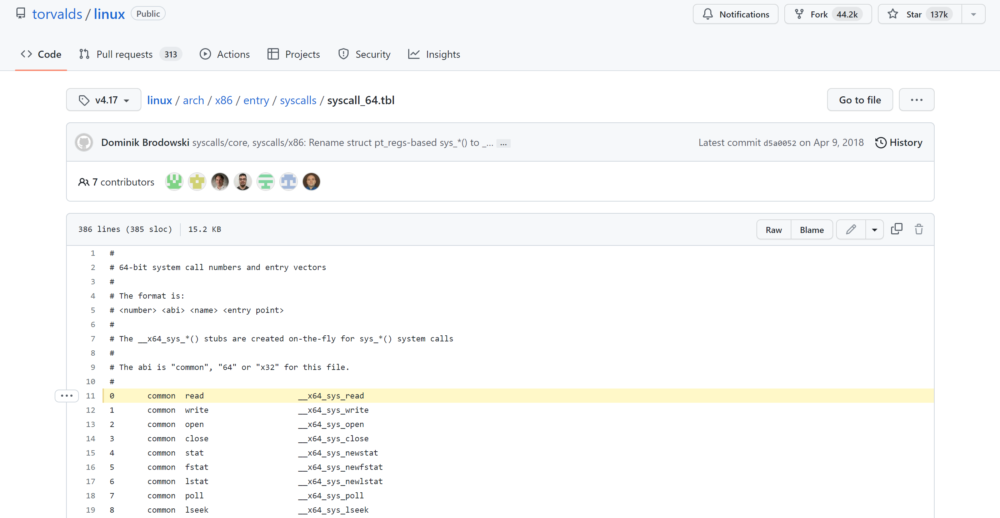 torvalds / linux Public Notifications Fork 44.2k Star 137k
Code Pull requests 313 Actions Projects Security Insights
v4.17 linux / arch / x86 / entry / syscalls / syscall_64.tbl Go to file ...
Dominik Brodowski syscalls/core, syscalls/x86: Rename struct pt_regs-based sys_*() to _... ... Latest commit d5a0052 on Apr 9, 2018 History
7 contributors
386 lines (385 sloc) 15.2 KB Raw Blame
1 #
2 # 64-bit system call numbers and entry vectors
3 #
4 # The format is:
5 # <number> <abi> <name> <entry point>
6 #
7 # The __x64_sys_*() stubs are created on-the-fly for sys_*() system calls
8 #
9 # The abi is "common", "64" or "x32" for this file.
10 #
... 11 0 common read __x64_sys_read
12 1 common write __x64_sys_write
13 2 common open __x64_sys_open
14 3 common close __x64_sys_close
15 4 common stat __x64_sys_newstat
16 5 common fstat __x64_sys_newfstat
17 6 common lstat __x64_sys_newlstat
18 7 common poll __x64_sys_poll
19 8 common lseek __x64_sys_lseek